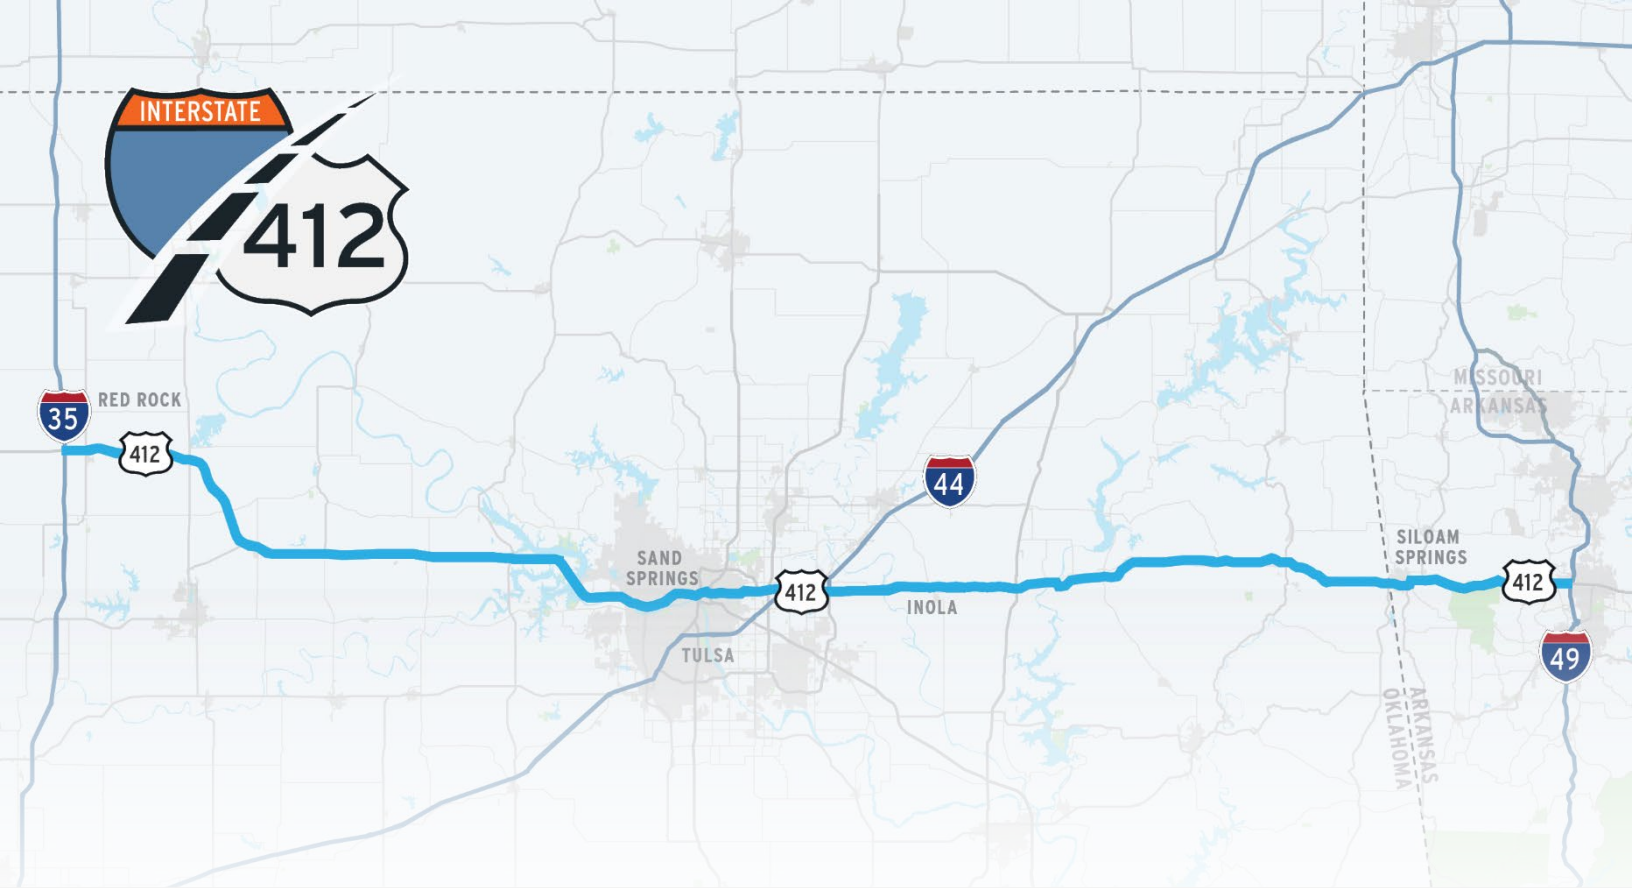 INTERSTATE
412
35
RED ROCK
412
MISSOURI
ARKANSAS
44
SAND
SPRINGS
412
INOLA
TULSA
SILOAM
SPRINGS
412
49
ARKANSAS
OKLAHOMA